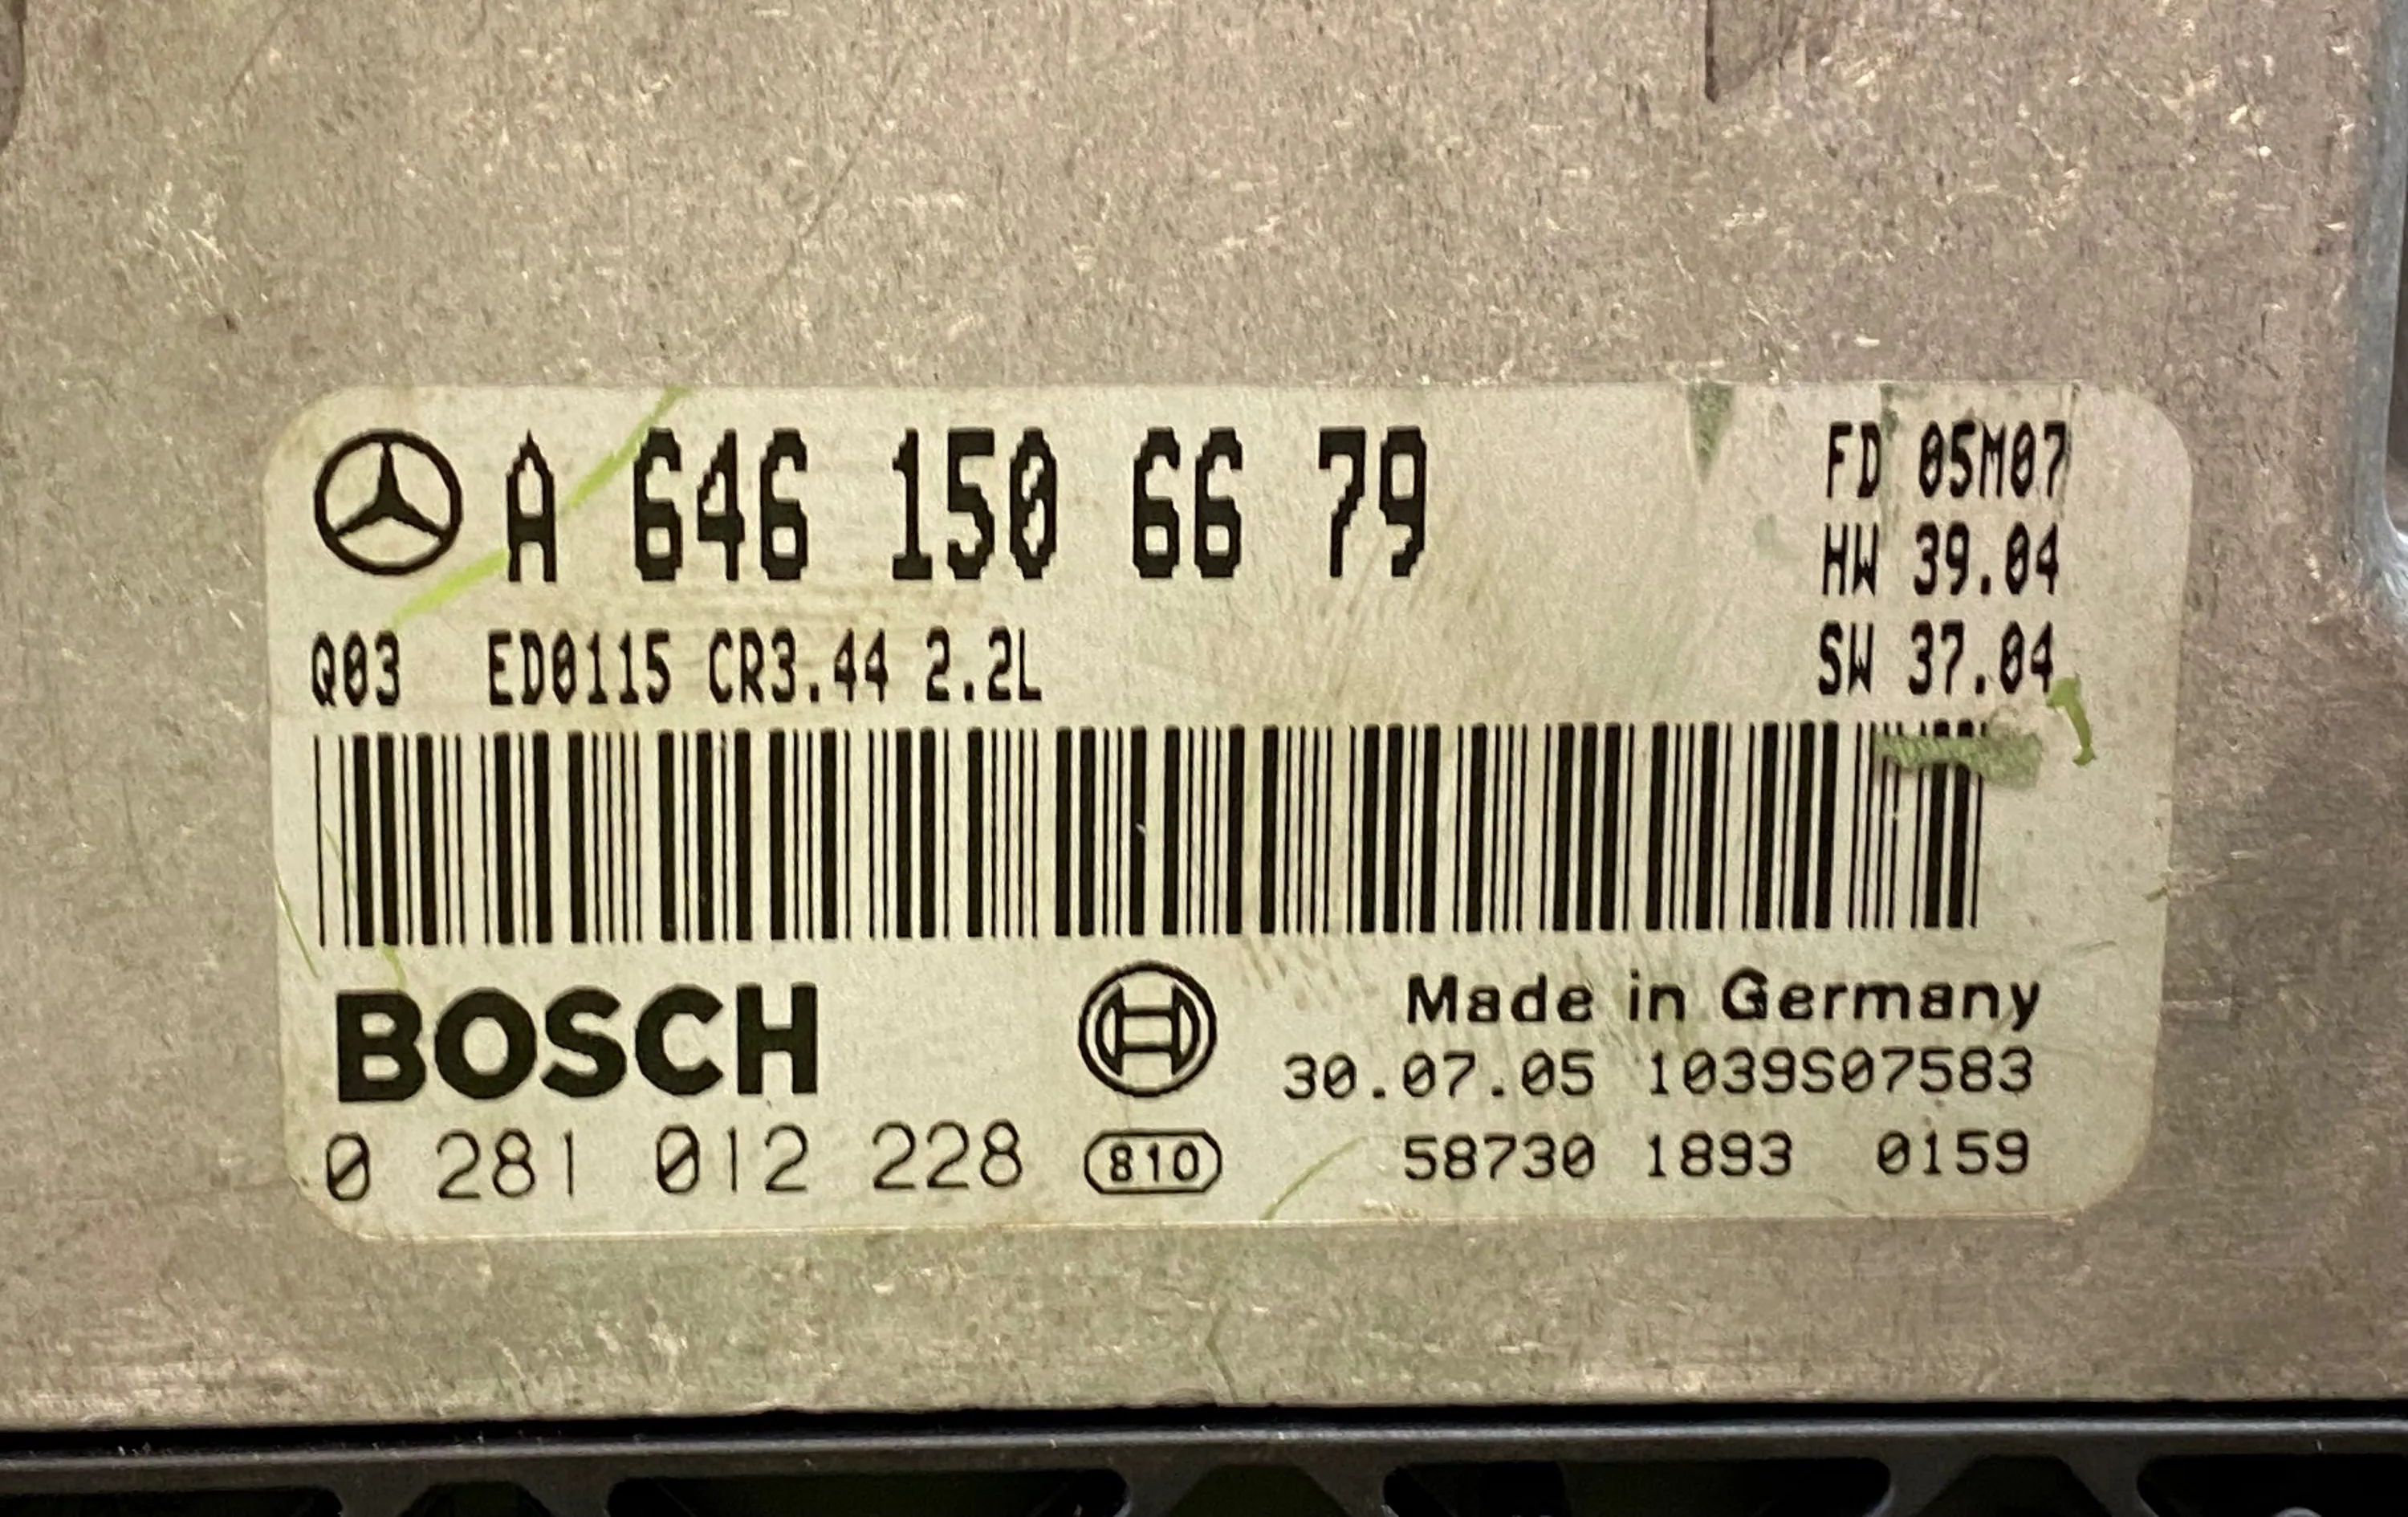 A 646 150 66 79
FD 05M07
HW 39.04
Q03 ED0115 CR3.44 2.2L
SW 37.04
BOSCH
Made in Germany
30.07.05 1039S07583
0 281 012 228
810
58730 1893 0159